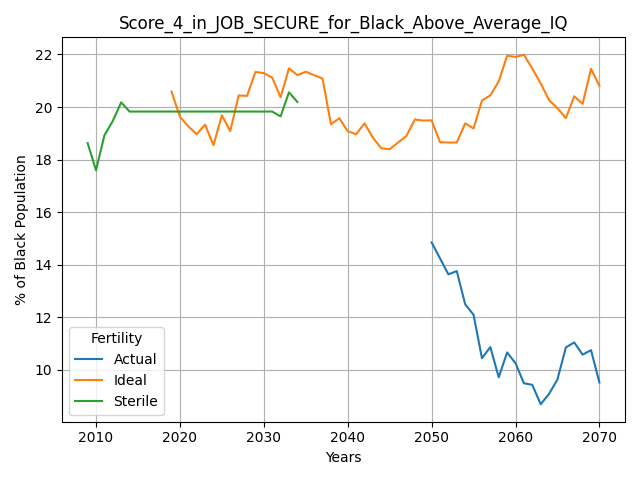 Score_4_in_JOB_SECURE_for_Black_Above_Average_IQ
22
20
18
16
14
12
10
% of Black Population
Fertility
Actual
Ideal
Sterile
2010 2020 2030 2040 2050 2060 2070
Years